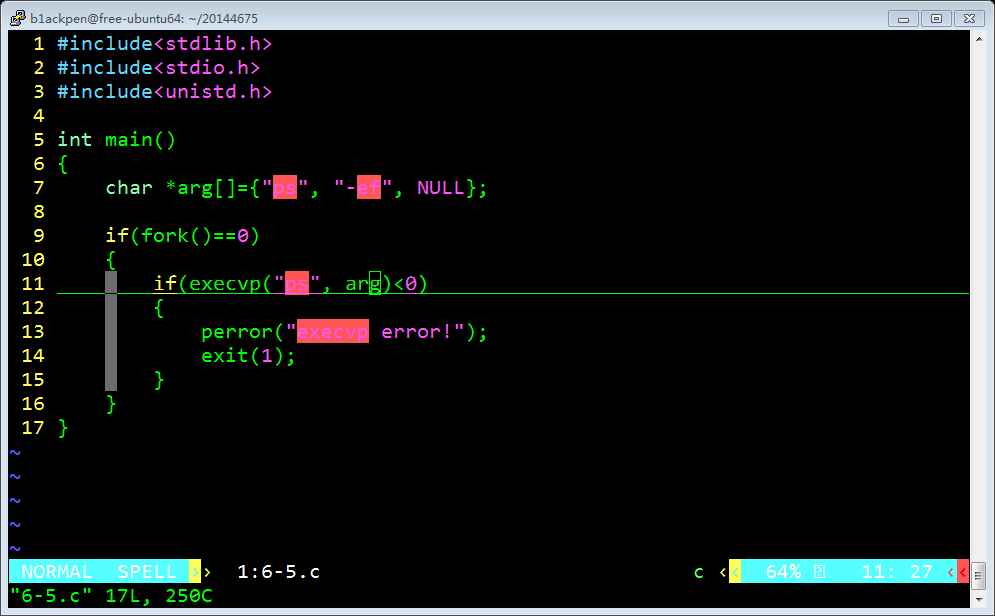 b1ackpen@free-ubuntu64: ~/20144675
1 #include<stdlib.h>
2 #include<stdio.h>
3 #include<unistd.h>
4
5 int main()
6 {
7     char *arg[]={"ps", "-ef", NULL};
8
9     if(fork()==0)
10     {
11         if(execvp("ps", arg)<0)
12         {
13             perror("execvp error!");
14             exit(1);
15         }
16     }
17 }
~
~
~
~
~
NORMAL SPELL > > 1:6-5.c c < < 64% 11: 27 < <
"6-5.c" 17L, 250C